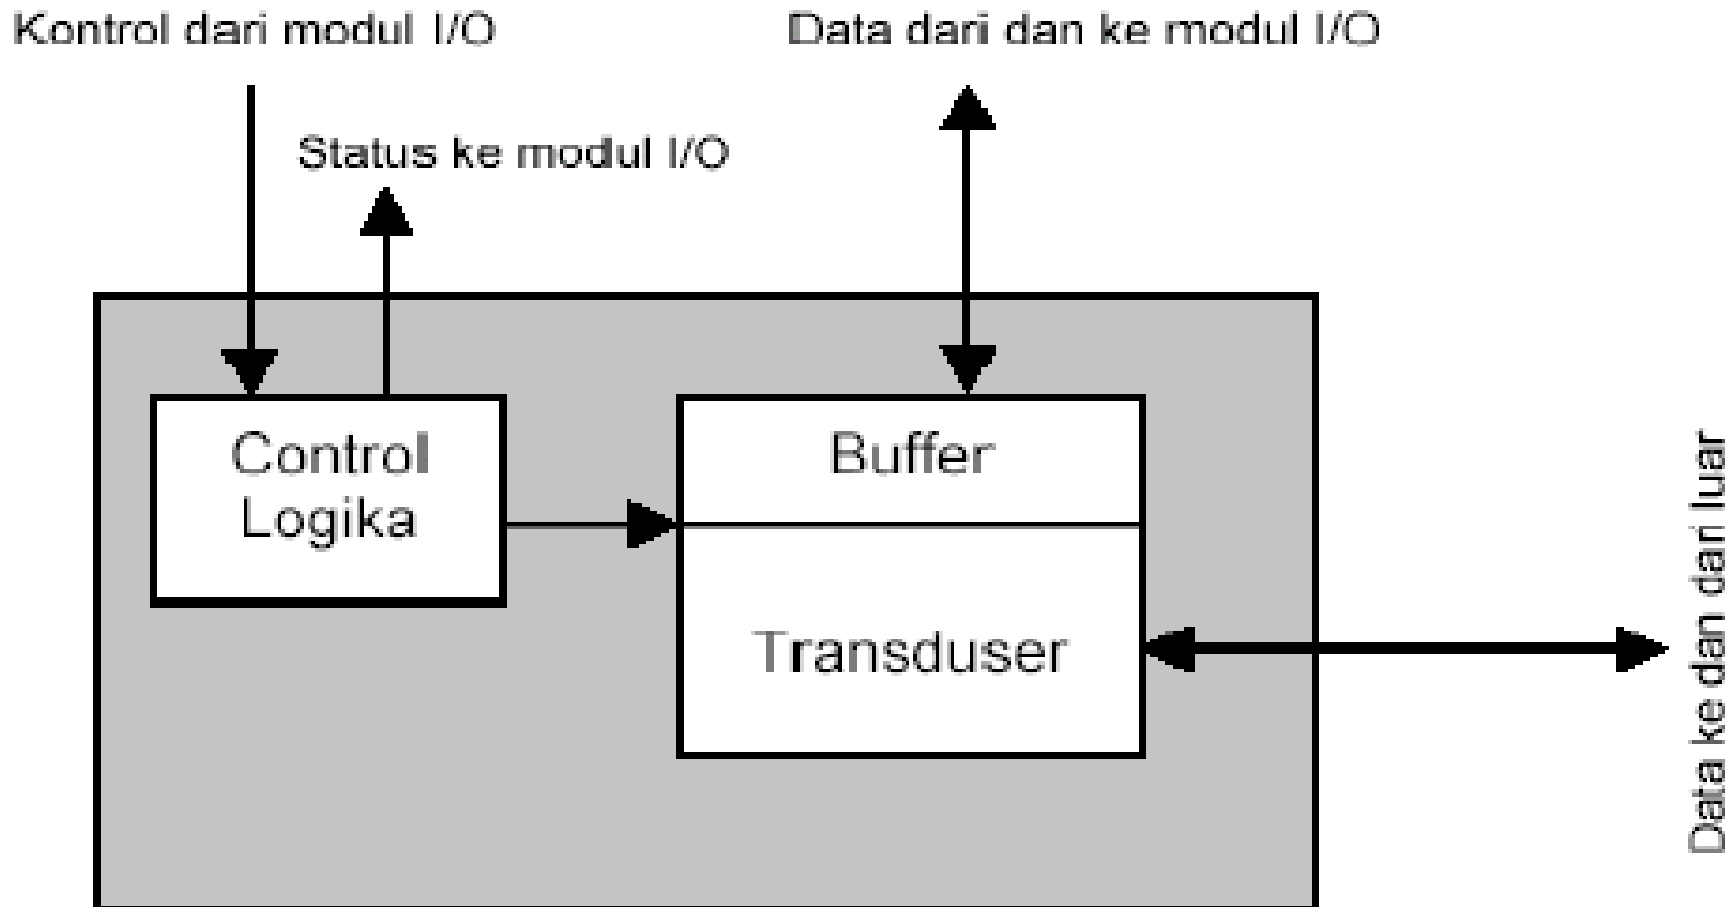 Kontrol dari modul I/O
Data dari dan ke modul I/O
Status ke modul I/O
Control
Logika
Buffer
Transduser
Data ke dan dari luar